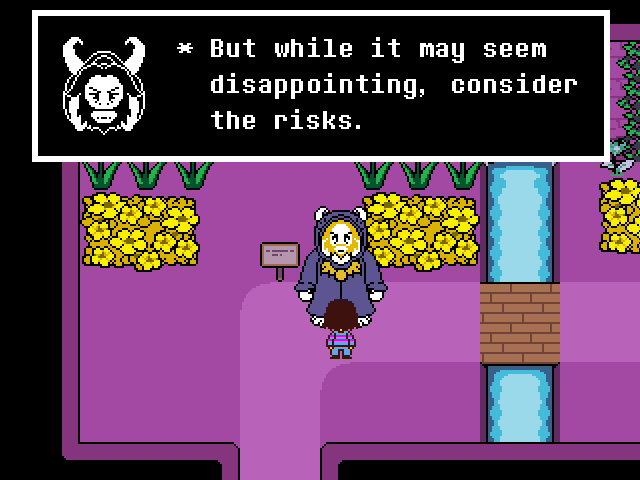 * But while it may seem
disappointing, consider
the risks.